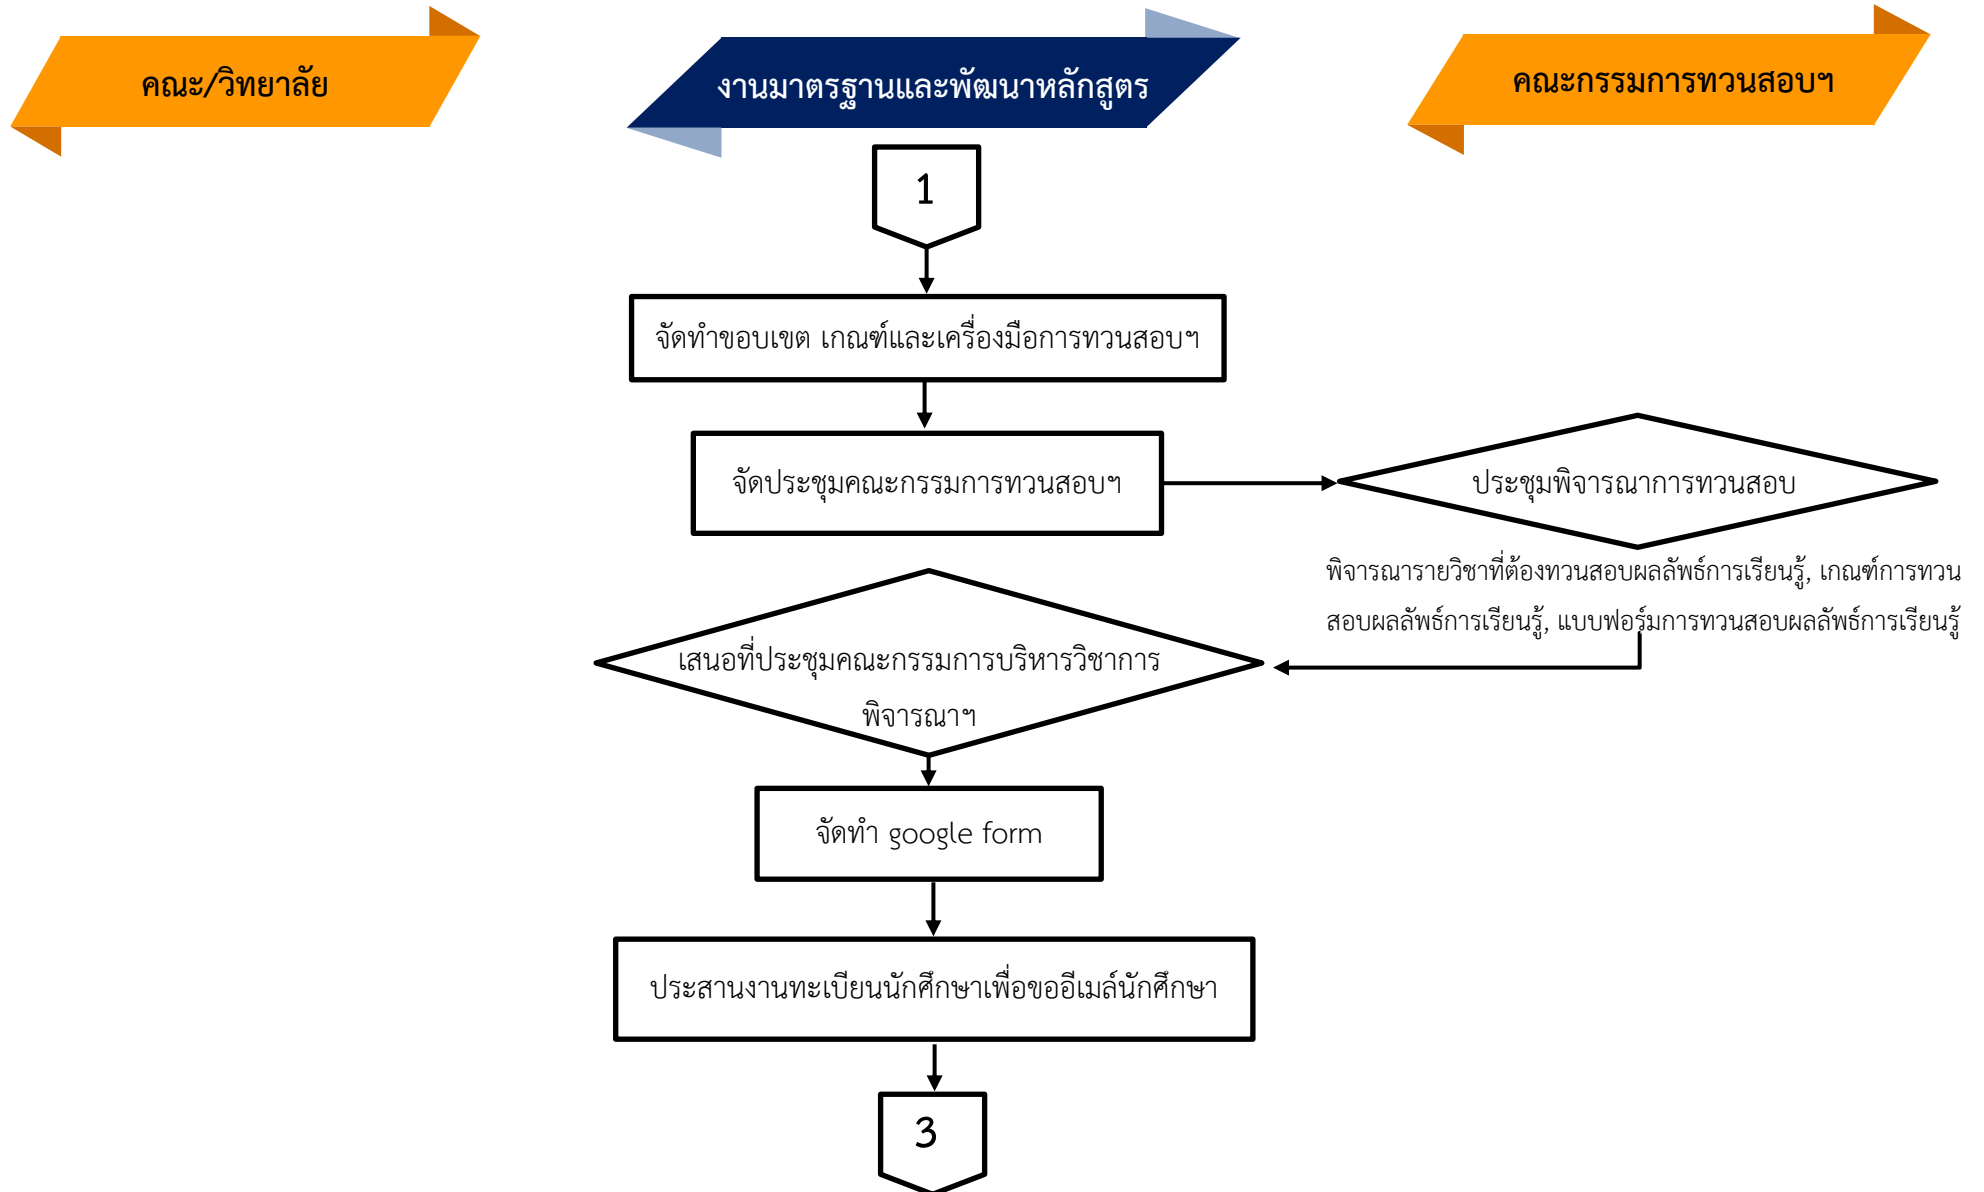 คณะ/วิทยาลัย
งานมาตรฐานและพัฒนาหลักสูตร
คณะกรรมการทวนสอบฯ
1
จัดทำขอบเขต เกณฑ์และเครื่องมือการทวนสอบฯ
จัดประชุมคณะกรรมการทวนสอบฯ
ประชุมพิจารณาการทวนสอบ
พิจารณารายวิชาที่ต้องทวนสอบผลลัพธ์การเรียนรู้, เกณฑ์การทวน
สอบผลลัพธ์การเรียนรู้, แบบฟอร์มการทวนสอบผลลัพธ์การเรียนรู้
เสนอที่ประชุมคณะกรรมการบริหารวิชาการ
พิจารณาฯ
จัดทำ google form
ประสานงานทะเบียนนักศึกษาเพื่อขออีเมล์นักศึกษา
3